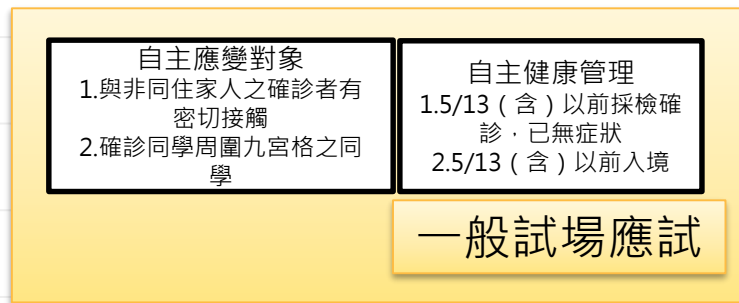 自主應變對象
1.與非同住家人之確診者有
密切接觸
2.確診同學周圍九宮格之同
學
自主健康管理
1.5/13（含）以前採檢確
診，已無症狀
2.5/13（含）以前入境
一般試場應試